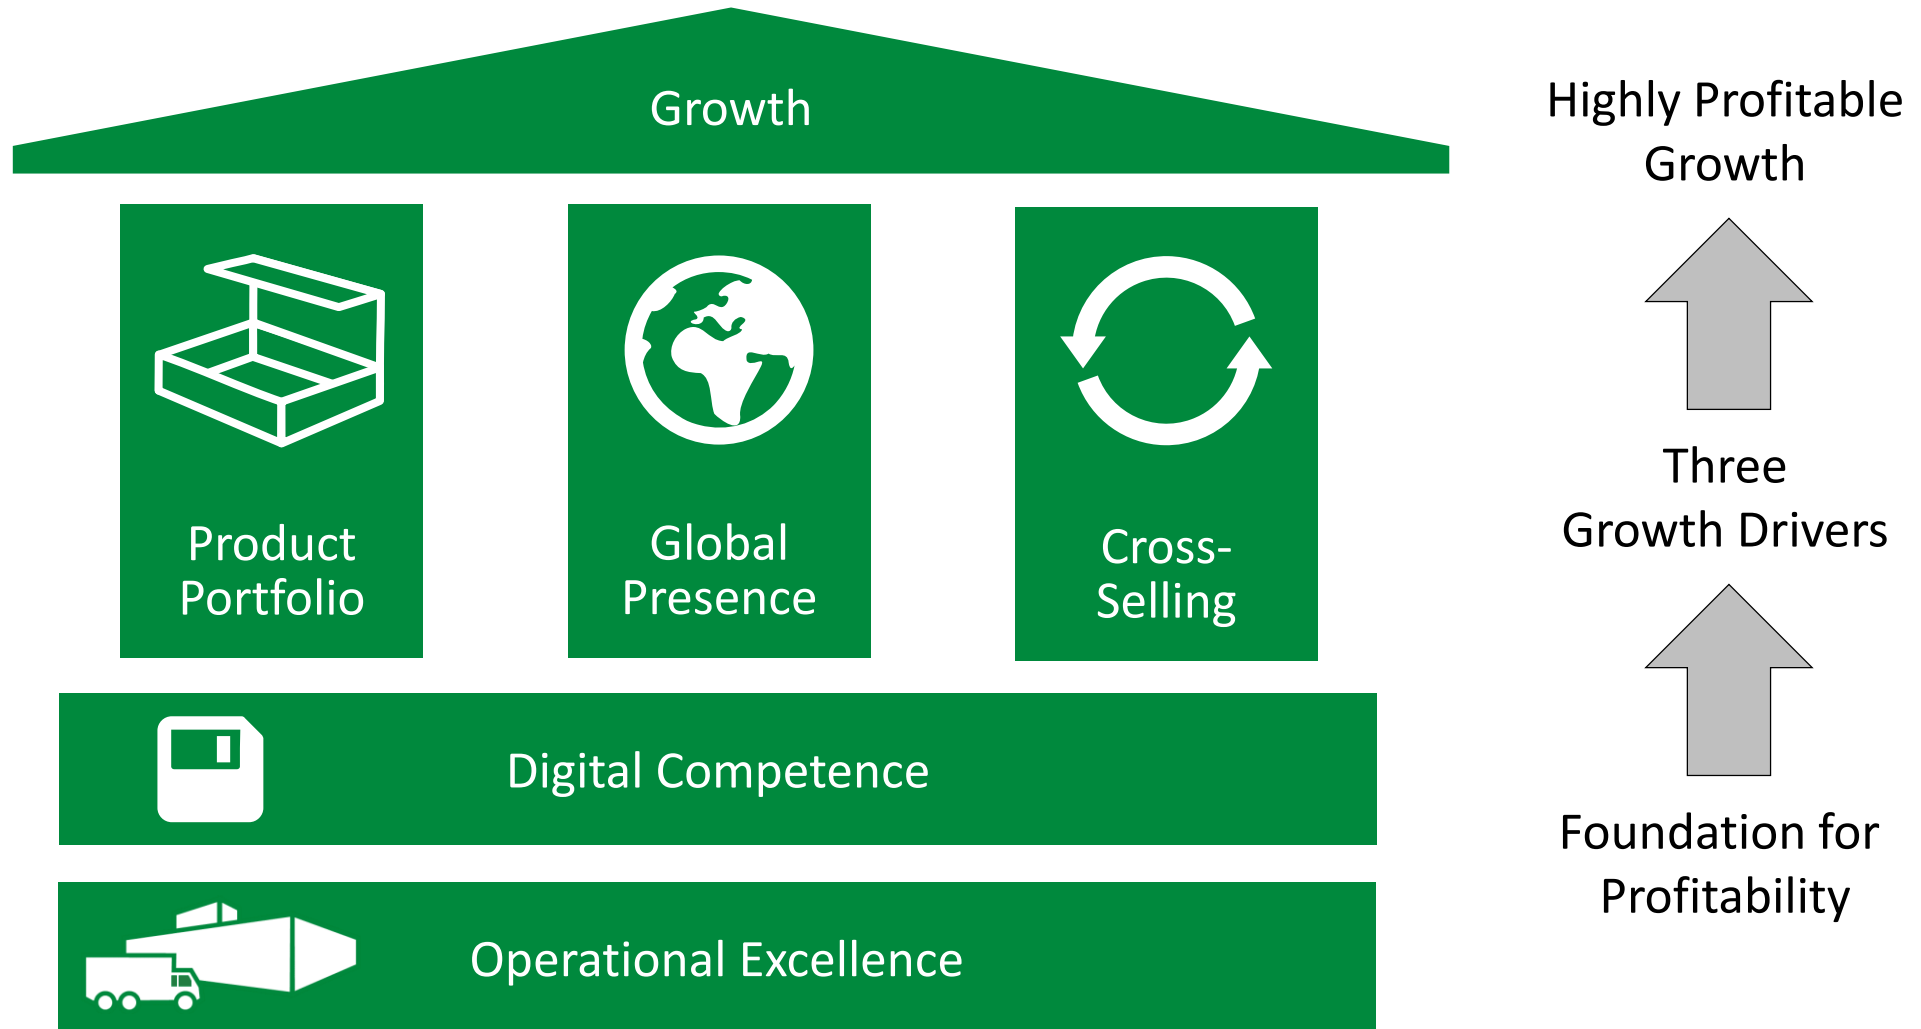 Growth
Highly Profitable
Growth
Product
Portfolio
Global
Presence
Cross-
Selling
Three
Growth Drivers
Digital Competence
Operational Excellence
Foundation for
Profitability